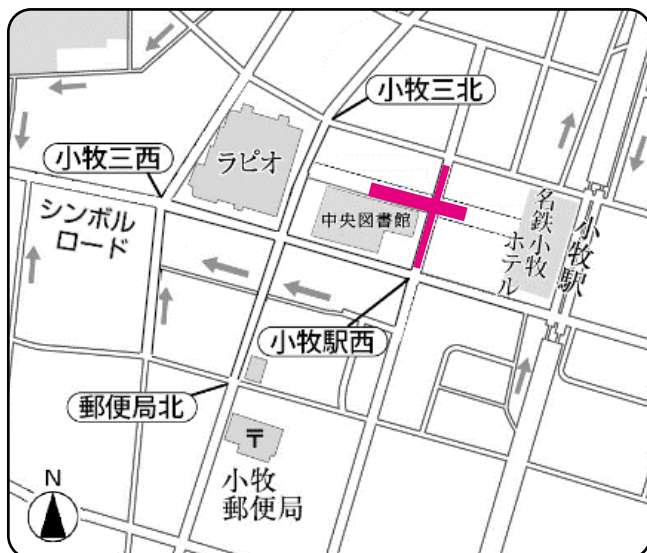 小牧三北
小牧三西
ラピオ
シンボル
ロード
中央図書館
名鉄小牧
ホテル
小牧駅
小牧駅西
郵便局北
〒
小牧
郵便局
N